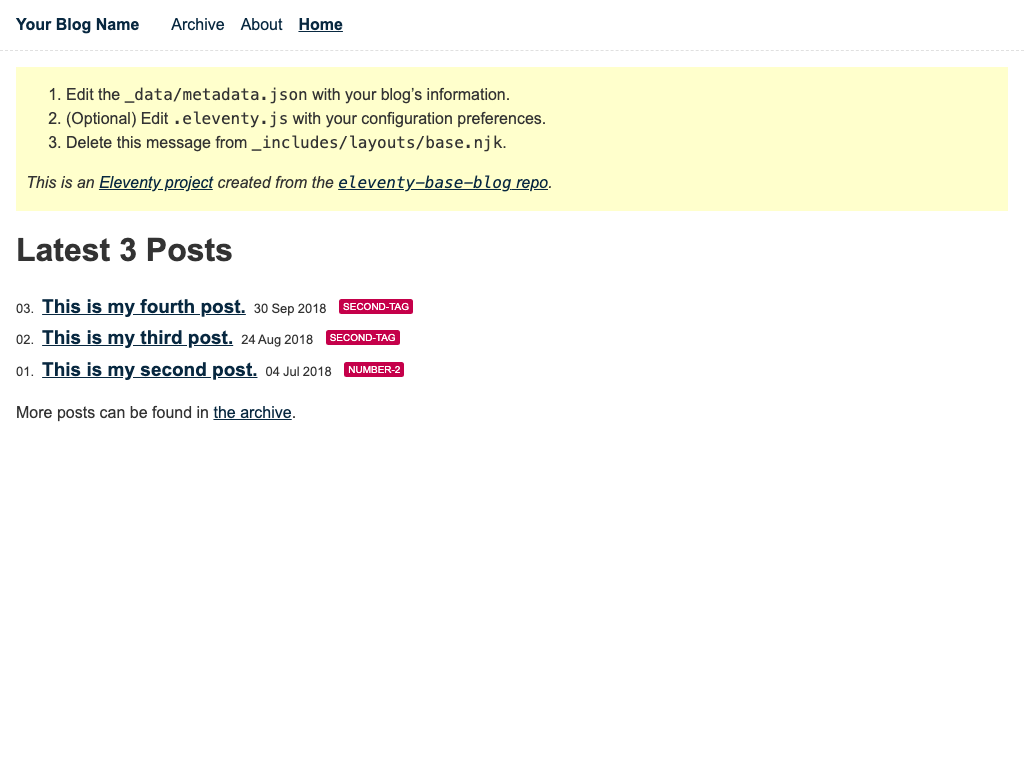 Your Blog Name Archive About Home
1. Edit the _data/metadata.json with your blog’s information.
2. (Optional) Edit .eleventy.js with your configuration preferences.
3. Delete this message from _includes/layouts/base.njk.
This is an Eleventy project created from the eleventy-base-blog repo.
Latest 3 Posts
03. This is my fourth post. 30 Sep 2018 SECOND-TAG
02. This is my third post. 24 Aug 2018 SECOND-TAG
01. This is my second post. 04 Jul 2018 NUMBER-2
More posts can be found in the archive.